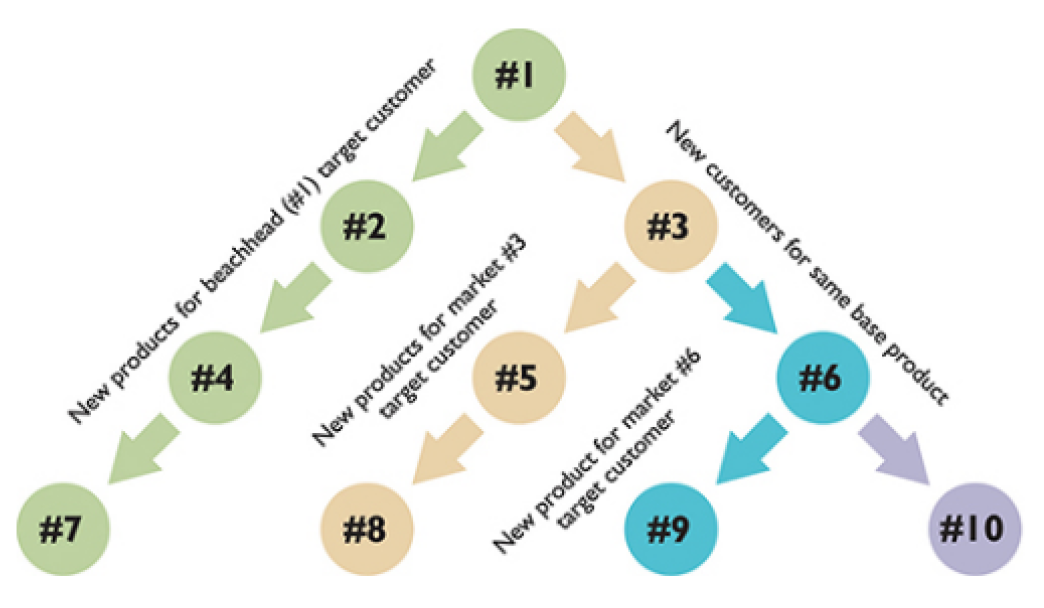 #1
New products for beachhead (#1) target customer
New customers for same base product
#2
#3
New products for market #3
target customer
#4
#5
#6
New product for market #6
target customer
#7
#8
#9
#10